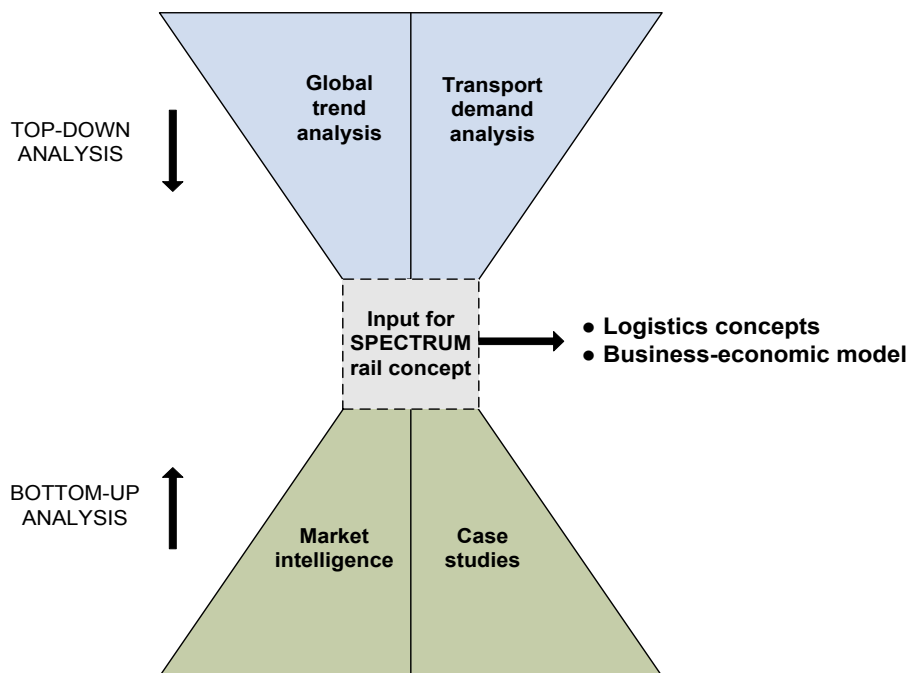 Global
trend
analysis
Transport
demand
analysis
TOP-DOWN
ANALYSIS
Input for
SPECTRUM
rail concept
● Logistics concepts
● Business-economic model
BOTTOM-UP
ANALYSIS
Market
intelligence
Case
studies